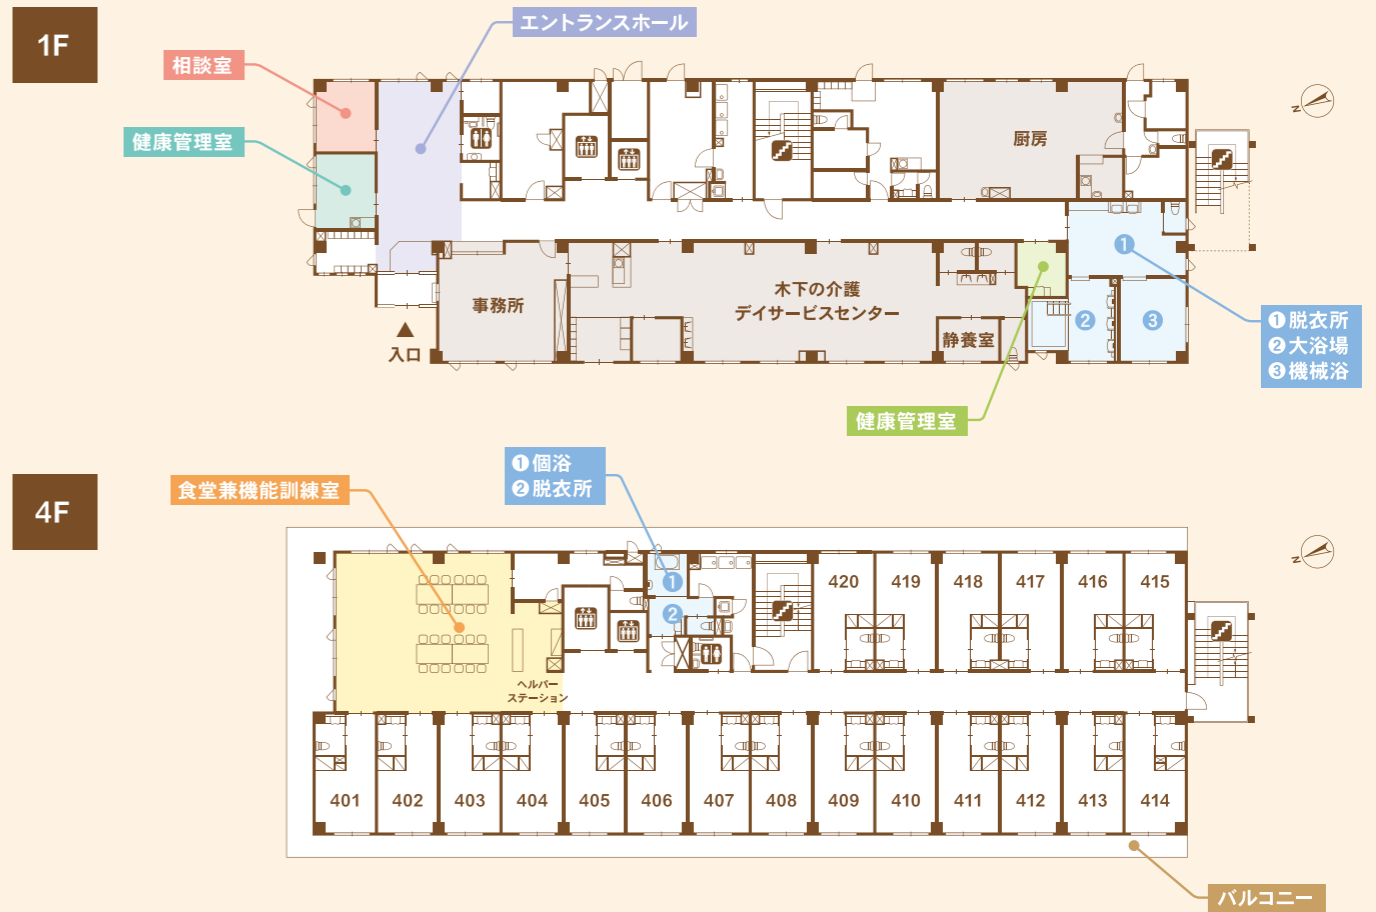 1F
エントランスホール
相談室
健康管理室
厨房
N
❶
木下の介護
デイサービスセンター
事務所
❷
❸
静養室
入口
❶脱衣所
❷大浴場
❸機械浴
健康管理室
4F
❶個浴
❷脱衣所
食堂兼機能訓練室
N
❶
❷
420 419 418 417 416 415
ヘルパー
ステーション
401 402 403 404 405 406 407 408 409 410 411 412 413 414
バルコニー